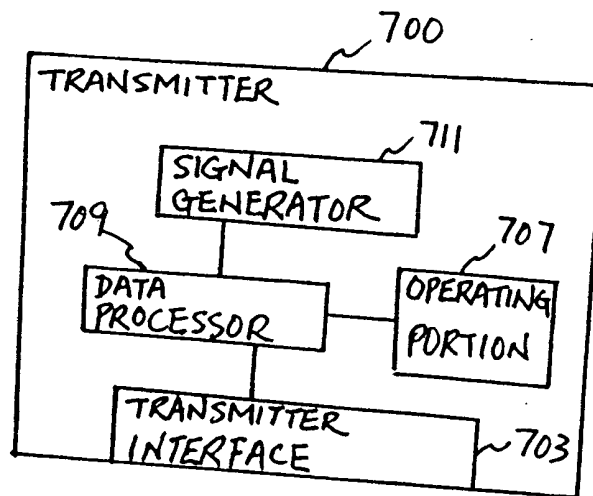 700
TRANSMITTER
711
SIGNAL
GENERATOR
709
707
DATA
PROCESSOR
OPERATING
PORTION
TRANSMITTER
INTERFACE
703